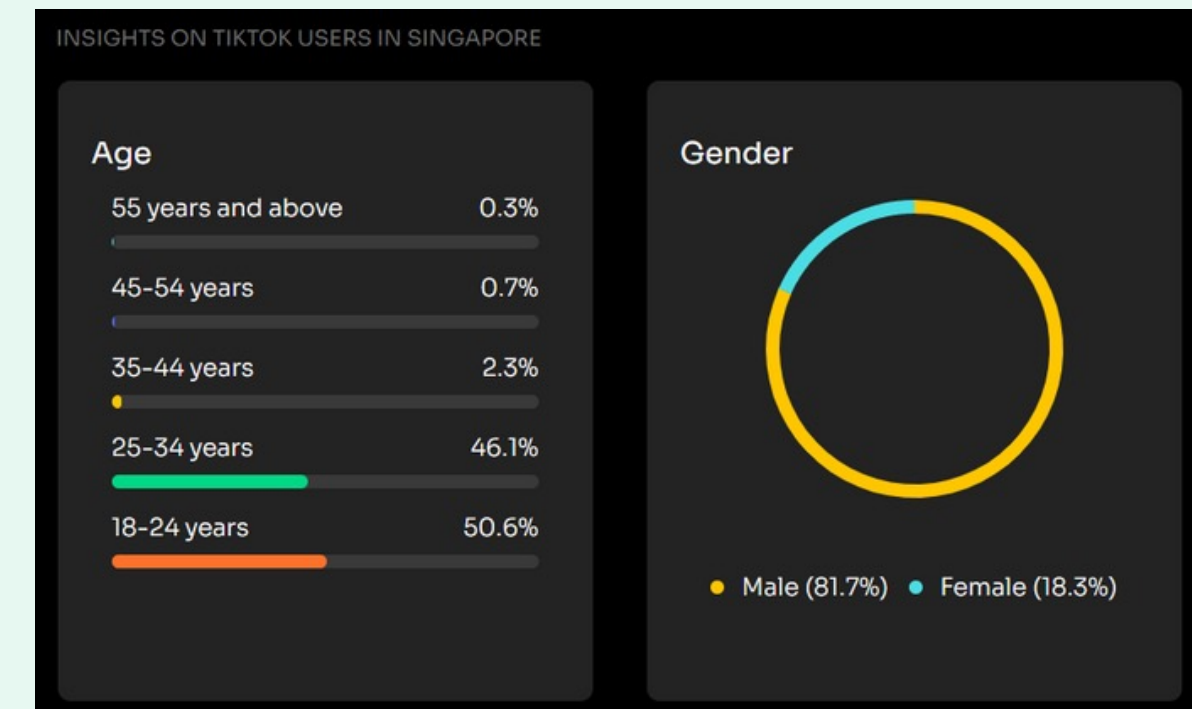 INSIGHTS ON TIKTOK USERS IN SINGAPORE
Age
55 years and above 0.3%
45-54 years 0.7%
35-44 years 2.3%
25-34 years 46.1%
18-24 years 50.6%
Gender
Male (81.7%) Female (18.3%)